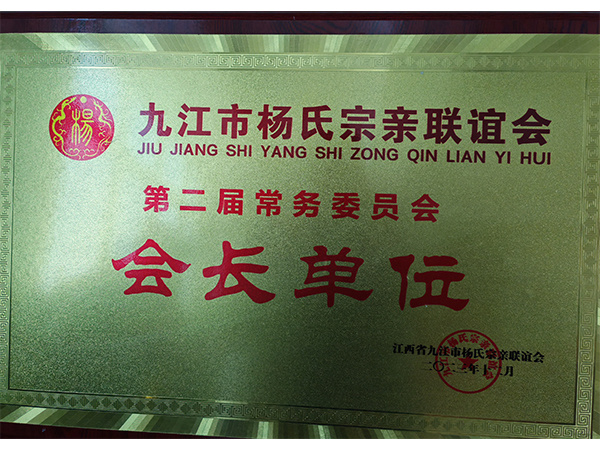 楊
九江市杨氏宗亲联谊会
JIU JIANG SHI YANG SHI ZONG QIN LIAN YI HUI
第二届常务委员会
会长单位
江西省九江市杨氏宗亲联谊会